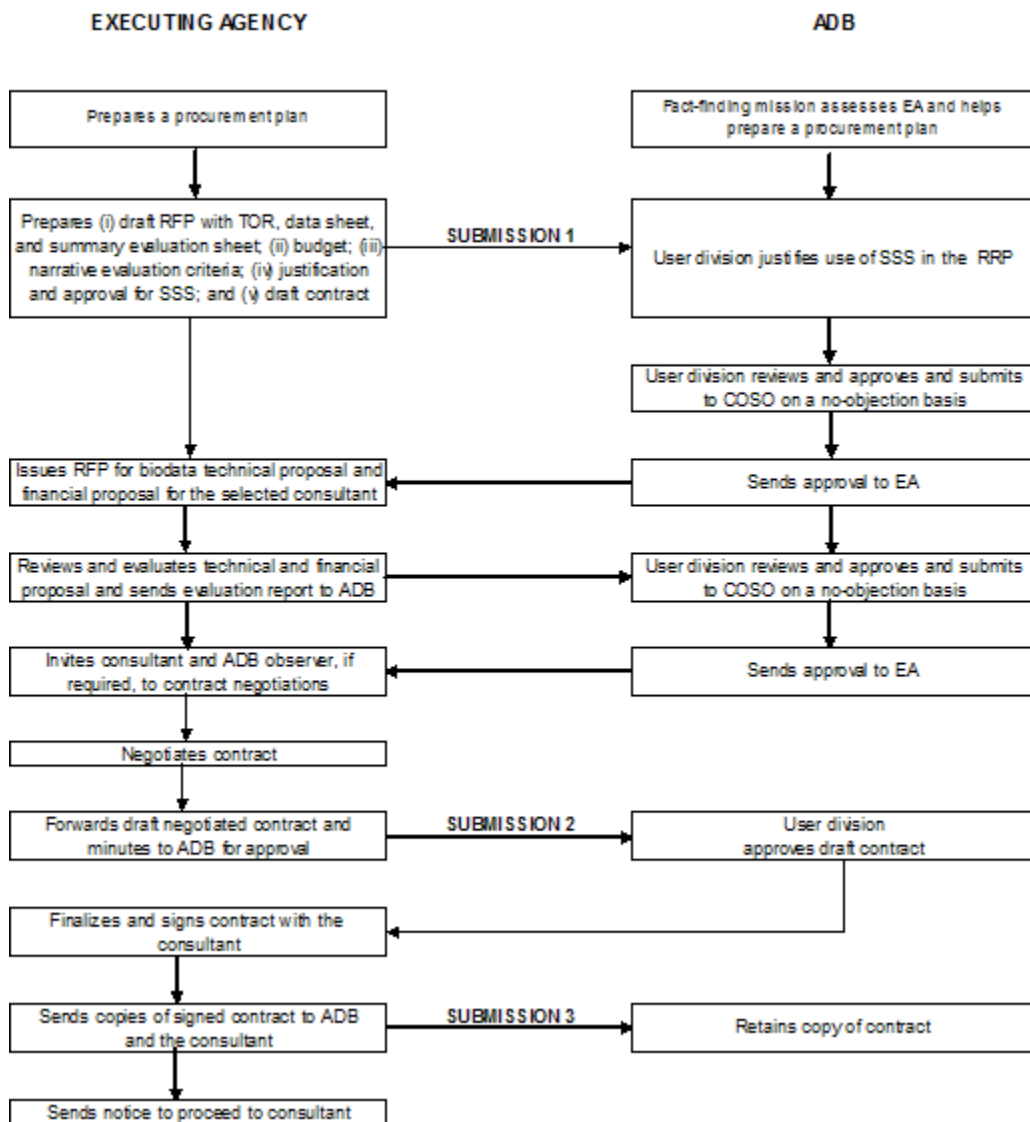 EXECUTING AGENCY
ADB
Prepares a procurement plan
Fact-finding mission assesses EA and helps
prepare a procurement plan
Prepares (i) draft RFP with TOR, data sheet,
and summary evaluation sheet; (ii) budget; (iii)
narrative evaluation criteria; (iv) justification
and approval for SSS; and (v) draft contract
SUBMISSION 1
User division justifies use of SSS in the RRP
User division reviews and approves and submits
to COSO on a no-objection basis
Issues RFP for biodata technical proposal and
financial proposal for the selected consultant
Sends approval to EA
Reviews and evaluates technical and financial
proposal and sends evaluation report to ADB
User division reviews and approves and submits
to COSO on a no-objection basis
Invites consultant and ADB observer, if
required, to contract negotiations
Sends approval to EA
Negotiates contract
Forwards draft negotiated contract and
minutes to ADB for approval
SUBMISSION 2
User division
approves draft contract
Finalizes and signs contract with the
consultant
Sends copies of signed contract to ADB
and the consultant
SUBMISSION 3
Retains copy of contract
Sends notice to proceed to consultant